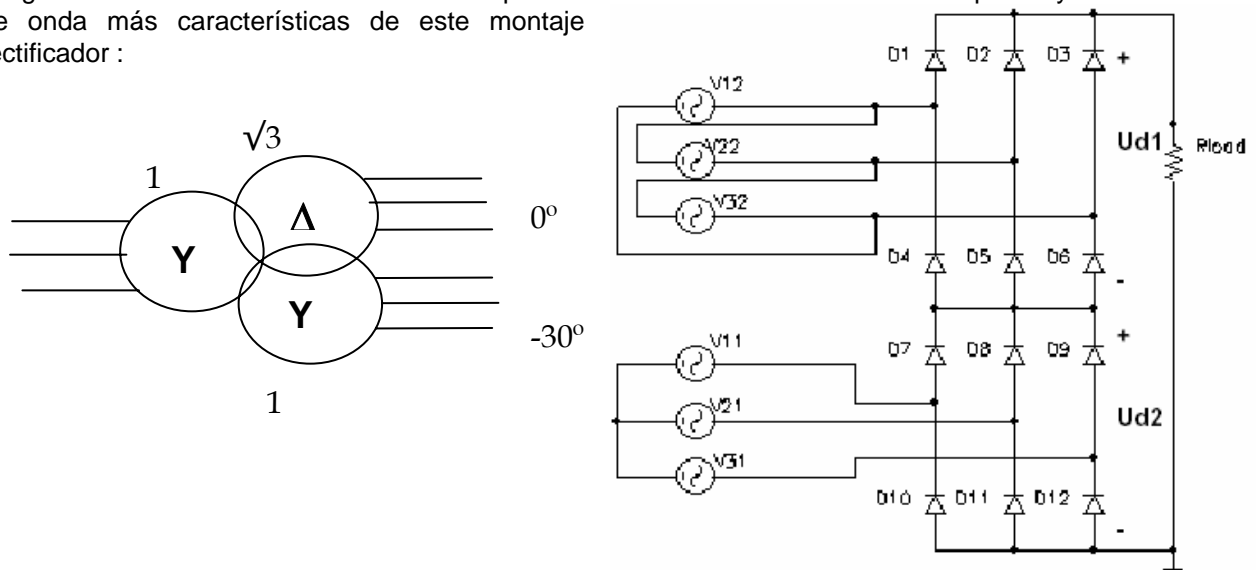 e onda más características de este montaje
ectificador :
√3
1
Δ
0º
Y
Y
-30º
1
D1 D2 D3 +
V12
V22
Ud1 Rload
V32
D4 D5 D6
-
V11
D7 D8 D9 +
V21
Ud2
V31
D10 D11 D12
-